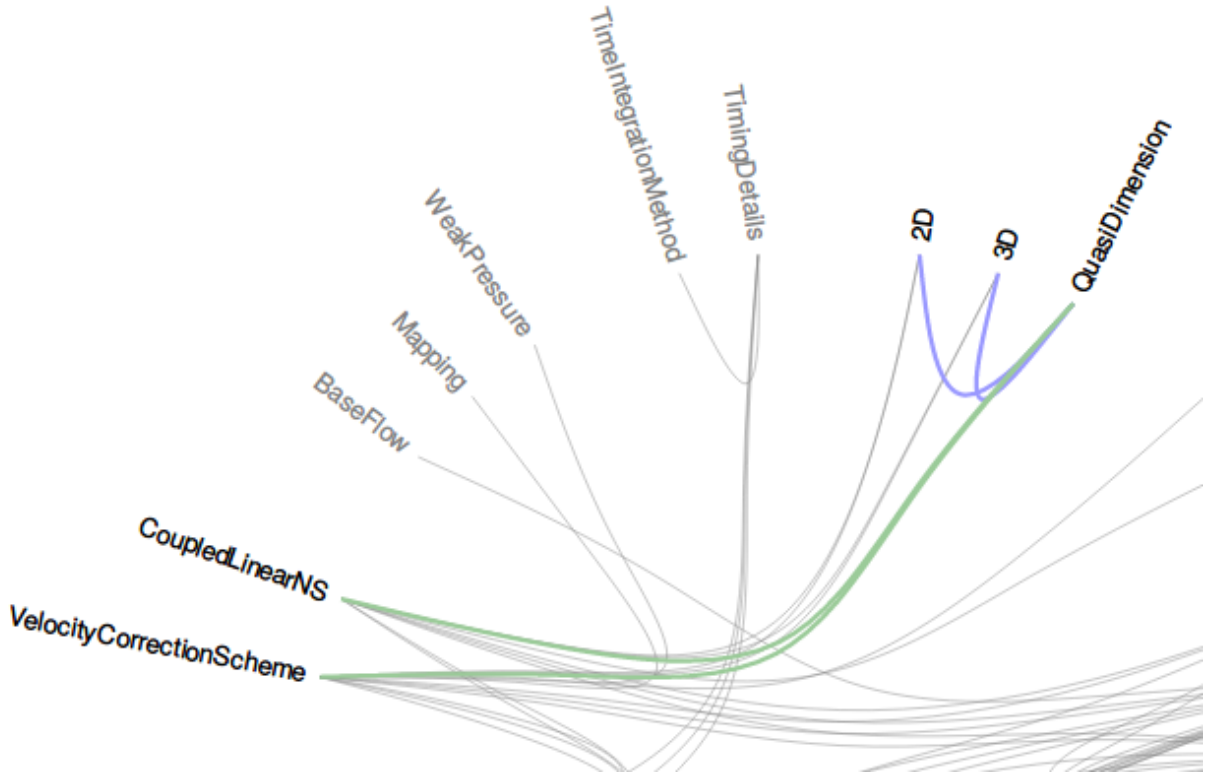 TimeIntegrationMethod
TimingDetails
QuasiDimension
WeakPressure
2D
3D
Mapping
BaseFlow
CoupledLinearNS
VelocityCorrectionScheme